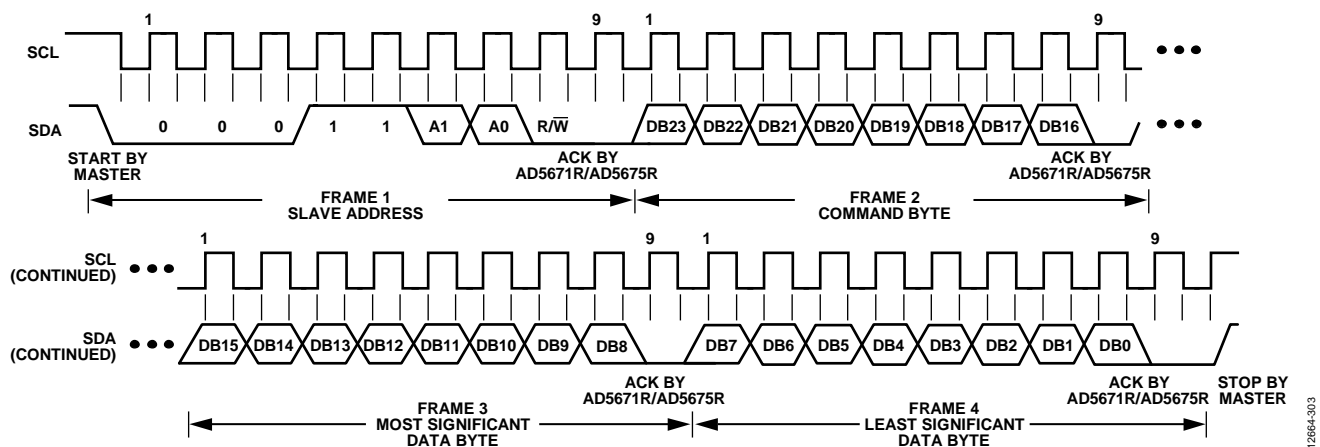 1 9 1 9
SCL
SDA 0 0 0 1 1 A1 A0 R/W̅ DB23 DB22 DB21 DB20 DB19 DB18 DB17 DB16
START BY
MASTER
ACK BY
AD5671R/AD5675R
ACK BY
AD5671R/AD5675R
FRAME 1
SLAVE ADDRESS
FRAME 2
COMMAND BYTE
1 9 1 9
SCL
(CONTINUED)
SDA
(CONTINUED)
DB15 DB14 DB13 DB12 DB11 DB10 DB9 DB8 DB7 DB6 DB5 DB4 DB3 DB2 DB1 DB0
ACK BY
AD5671R/AD5675R
ACK BY
AD5671R/AD5675R
STOP BY
MASTER
FRAME 3
MOST SIGNIFICANT
DATA BYTE
FRAME 4
LEAST SIGNIFICANT
DATA BYTE
12664-303